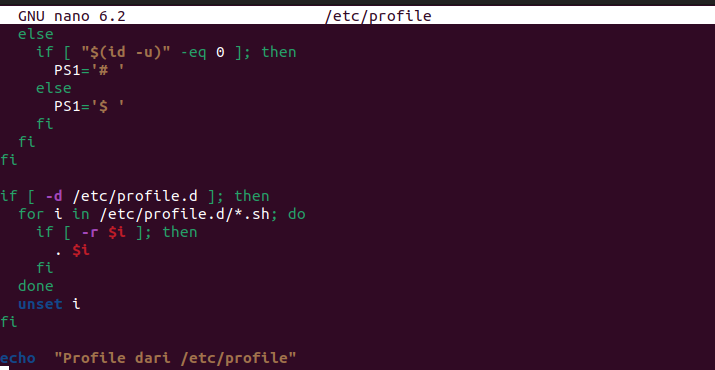 GNU nano 6.2 /etc/profile
  else
    if [ "$(id -u)" -eq 0 ]; then
      PS1='# '
    else
      PS1='$ '
    fi
  fi
fi

if [ -d /etc/profile.d ]; then
  for i in /etc/profile.d/*.sh; do
    if [ -r $i ]; then
      . $i
    fi
  done
  unset i
fi

echo  "Profile dari /etc/profile"